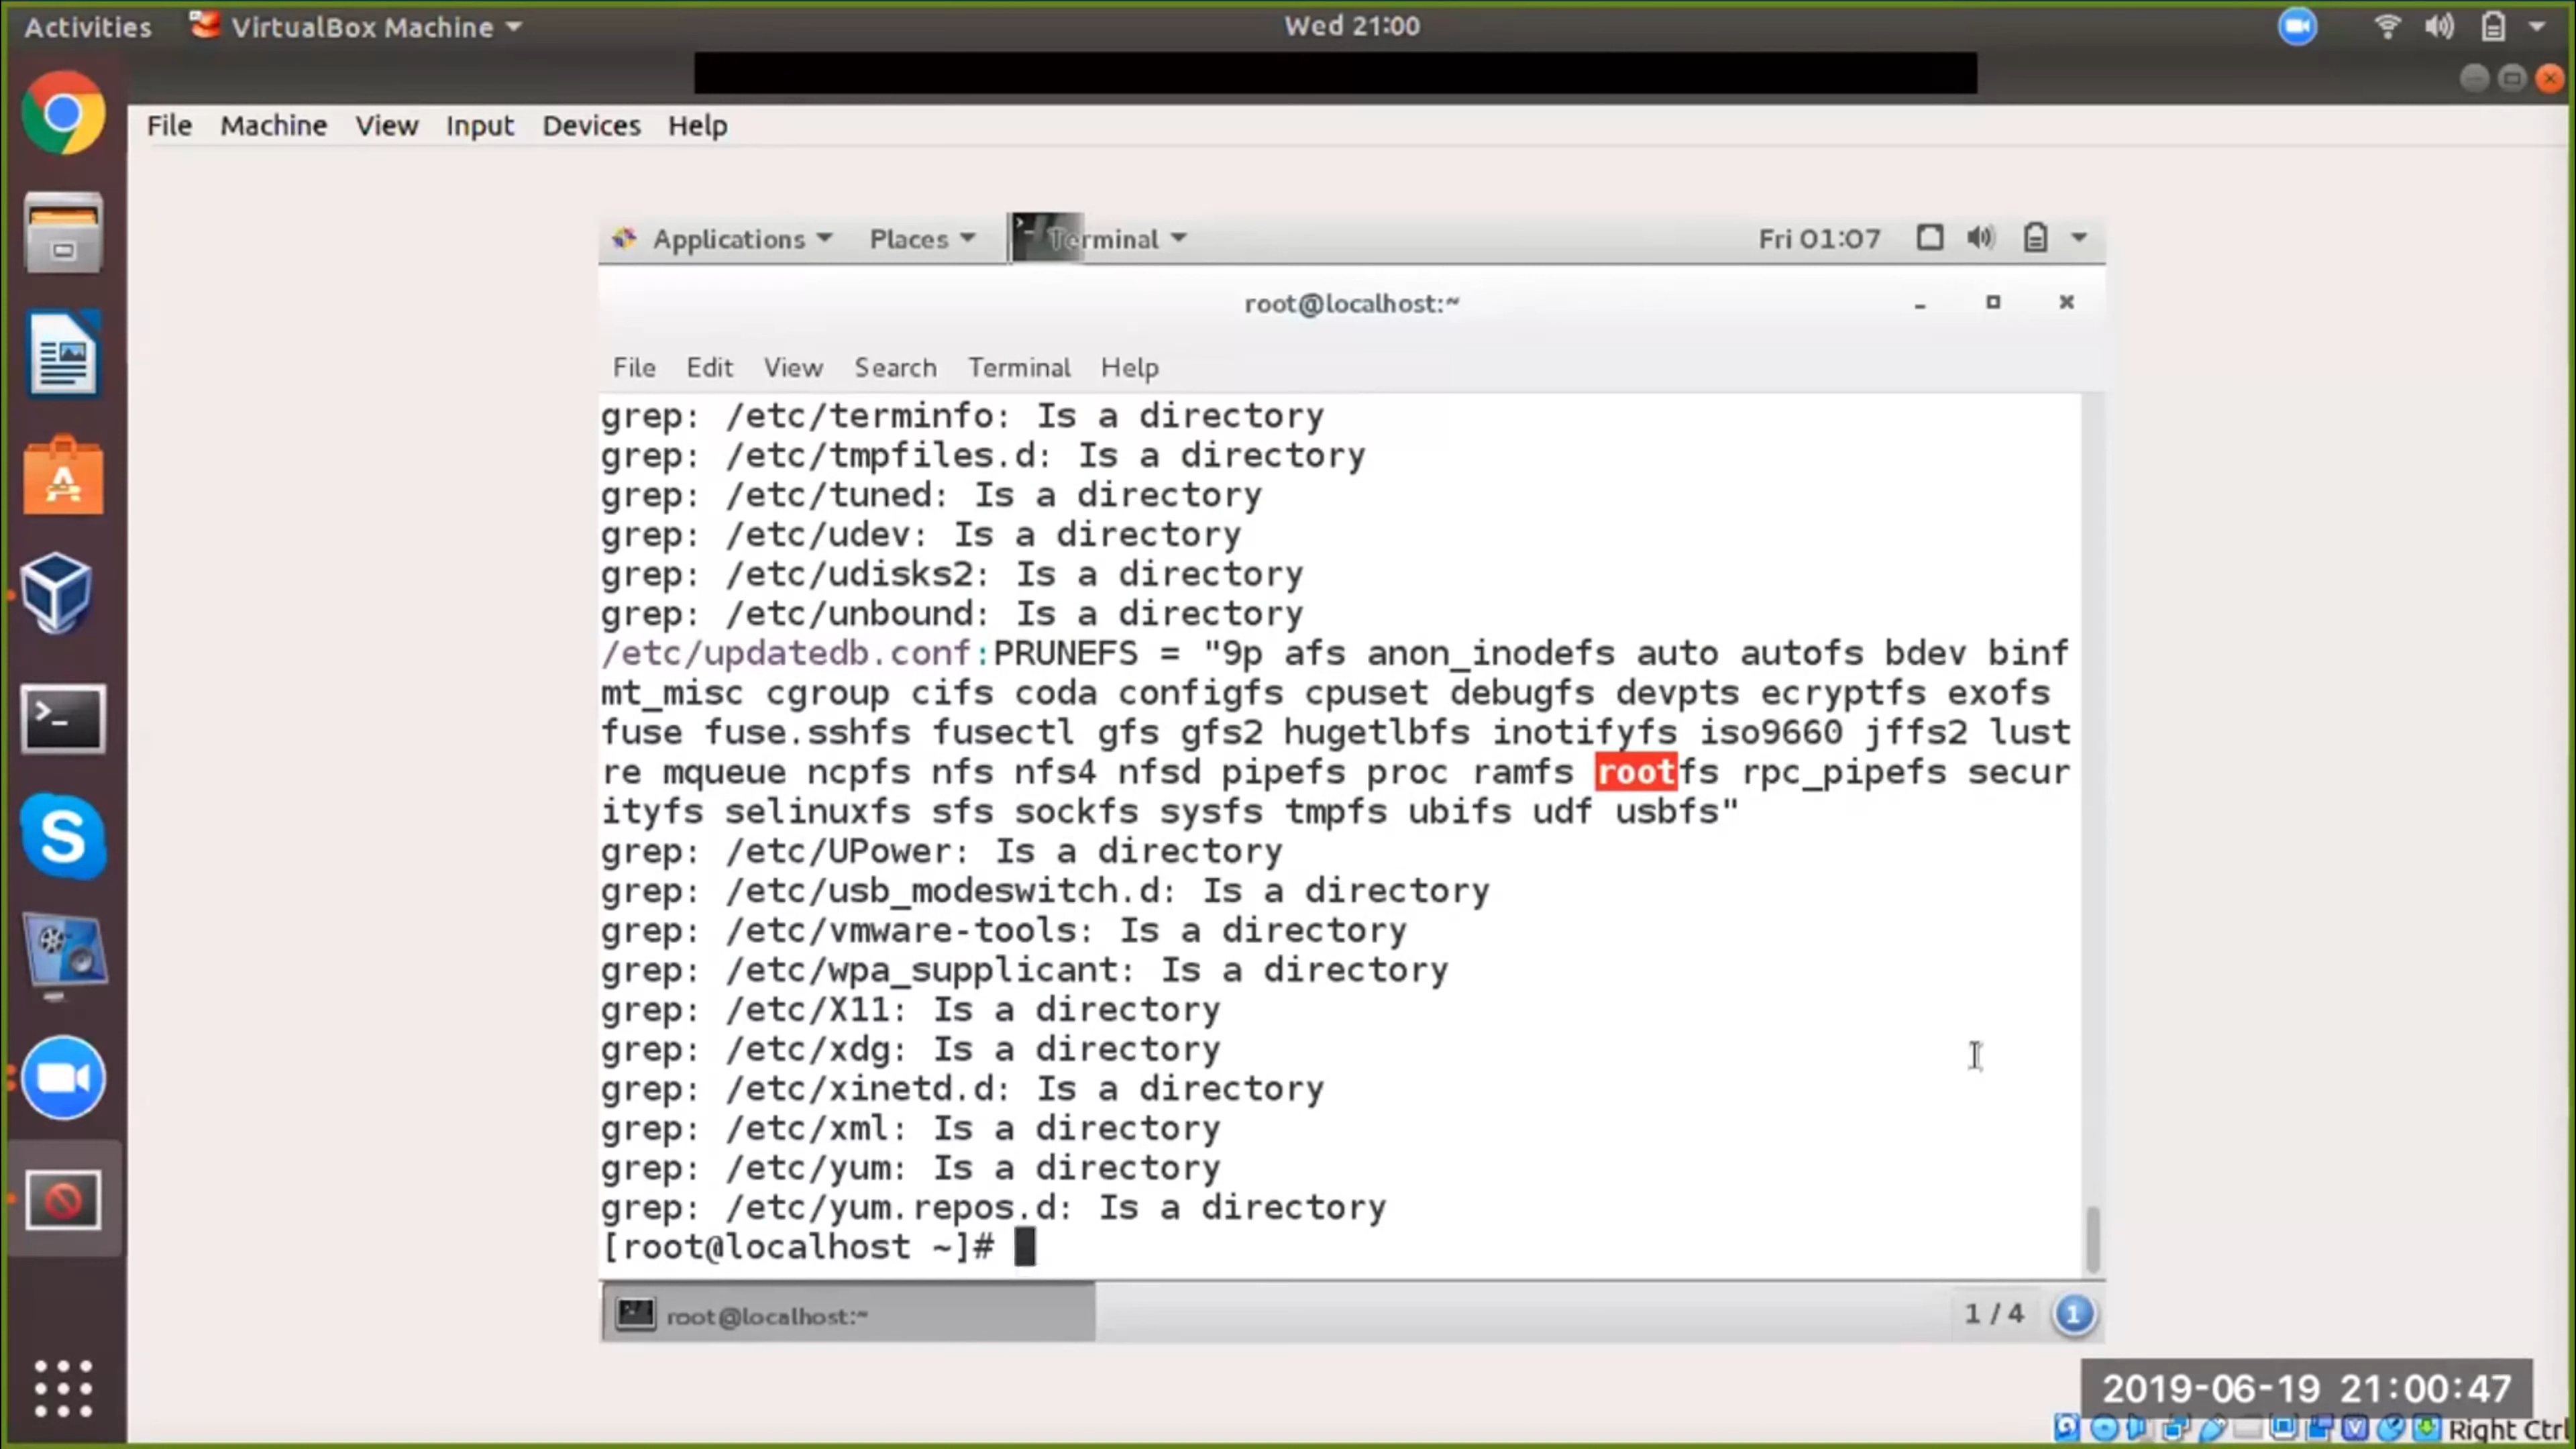 Activities VirtualBox Machine Wed 21:00
File Machine View Input Devices Help
Applications Places Terminal Fri 01:07
root@localhost:~
File Edit View Search Terminal Help
grep: /etc/terminfo: Is a directory
grep: /etc/tmpfiles.d: Is a directory
grep: /etc/tuned: Is a directory
grep: /etc/udev: Is a directory
grep: /etc/udisks2: Is a directory
grep: /etc/unbound: Is a directory
/etc/updatedb.conf:PRUNEFS = "9p afs anon_inodefs auto autofs bdev binf
mt_misc cgroup cifs coda configfs cpuset debugfs devpts ecryptfs exofs
fuse fuse.sshfs fusectl gfs gfs2 hugetlbfs inotifyfs iso9660 jffs2 lust
re mqueue ncpfs nfs nfs4 nfsd pipefs proc ramfs rootfs rpc_pipefs secur
ityfs selinuxfs sfs sockfs sysfs tmpfs ubifs udf usbfs"
grep: /etc/UPower: Is a directory
grep: /etc/usb_modeswitch.d: Is a directory
grep: /etc/vmware-tools: Is a directory
grep: /etc/wpa_supplicant: Is a directory
grep: /etc/X11: Is a directory
grep: /etc/xdg: Is a directory
grep: /etc/xinetd.d: Is a directory
grep: /etc/xml: Is a directory
grep: /etc/yum: Is a directory
grep: /etc/yum.repos.d: Is a directory
[root@localhost ~]#
root@localhost:~ 1 / 4 1
2019-06-19 21:00:47
Right Ctrl